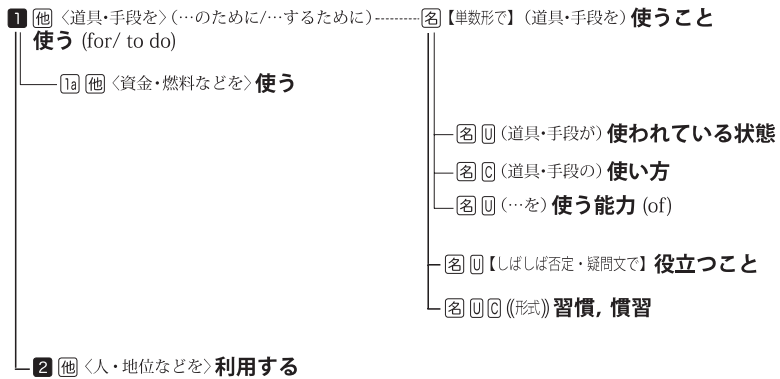 1 他〈道具・手段を〉(…のために/…するために) 名【単数形で】(道具・手段を) 使うこと
使う (for/ to do)
1a 他〈資金・燃料などを〉使う
名 U (道具・手段が) 使われている状態
名 C (道具・手段の) 使い方
名 U (…を) 使う能力 (of)
名 U【しばしば否定・疑問文で】役立つこと
名 U C ((形式)) 習慣, 慣習
2 他〈人・地位などを〉利用する